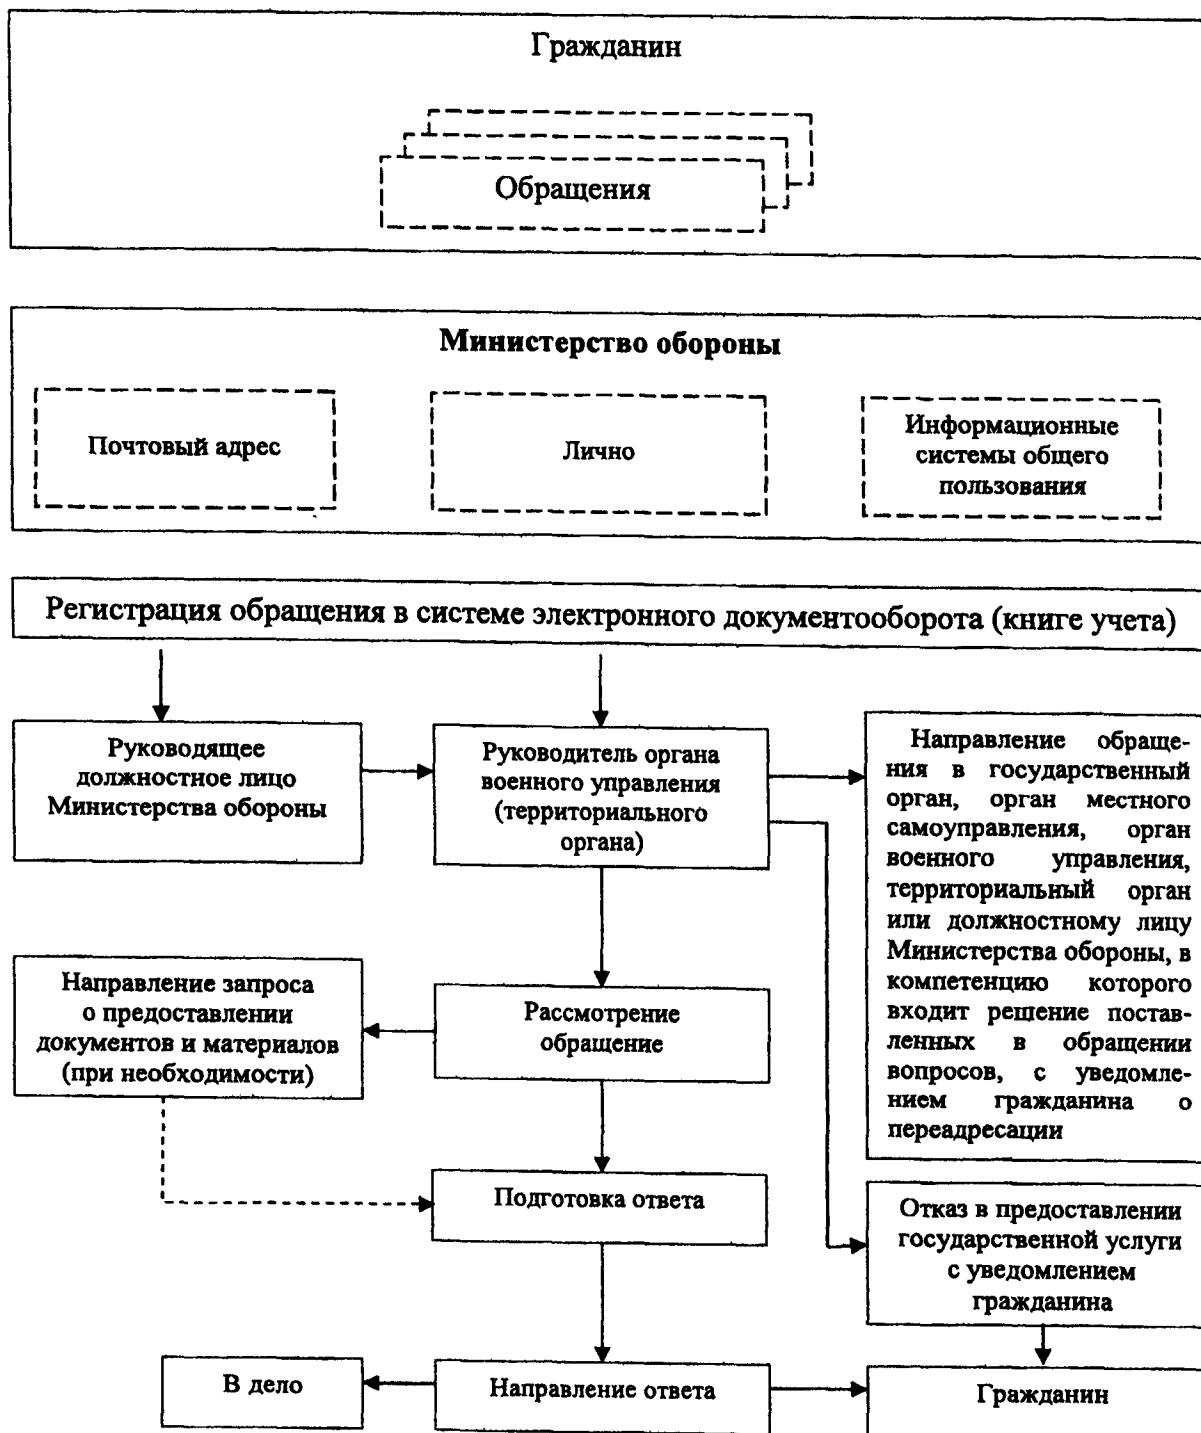 Гражданин
Обращения
Министерство обороны
Почтовый адрес
Лично
Информационные
системы общего
пользования
Регистрация обращения в системе электронного документооборота (книге учета)
Руководящее
должностное лицо
Министерства обороны
Руководитель органа
военного управления
(территориального
органа)
Направление обраще-
ния в государственный
орган, орган местного
самоуправления, орган
военного управления,
территориальный орган
или должностному лицу
Министерства обороны, в
компетенцию которого
входит решение постав-
ленных в обращении
вопросов, с уведомле-
нием гражданина о
переадресации
Направление запроса
о предоставлении
документов и материалов
(при необходимости)
Рассмотрение
обращение
Подготовка ответа
Отказ в предоставлении
государственной услуги
с уведомлением
гражданина
В дело
Направление ответа
Гражданин